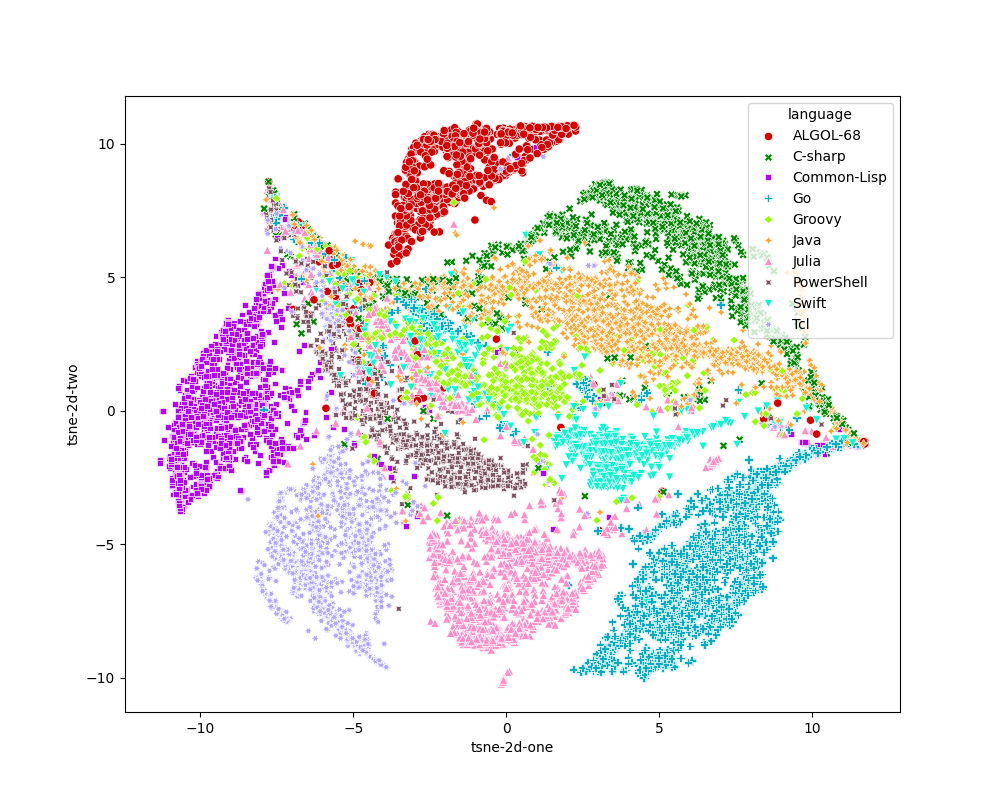 language
ALGOL-68
C-sharp
Common-Lisp
Go
Groovy
Java
Julia
PowerShell
Swift
Tcl
10
5
0
−5
−10
tsne-2d-two
−10
−5
0
5
10
tsne-2d-one